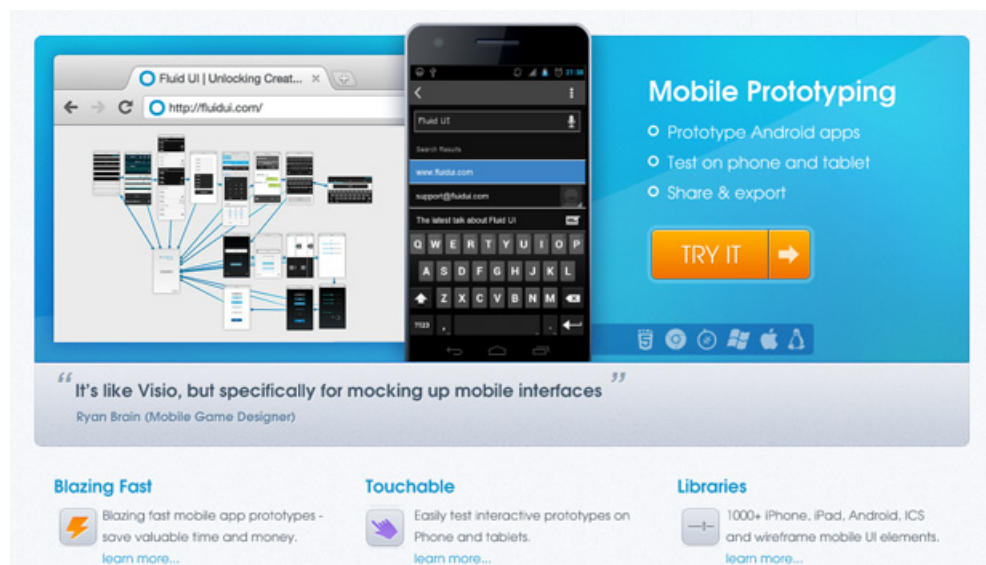 Fluid UI | Unlocking Creat...
http://fluidui.com/
21:38
Fluid UI
Search Results
www.fluidui.com
support@fluidui.com
The latest talk about Fluid UI
Q W E R T Y U I O P
A S D F G H J K L
Z X C V B N M
?123 , .
Mobile Prototyping
Prototype Android apps
Test on phone and tablet
Share & export
TRY IT
“It's like Visio, but specifically for mocking up mobile interfaces”
Ryan Brain (Mobile Game Designer)
Blazing Fast
Blazing fast mobile app prototypes -
save valuable time and money.
learn more...
Touchable
Easily test interactive prototypes on
Phone and tablets.
learn more...
Libraries
1000+ iPhone, iPad, Android, ICS
and wireframe mobile UI elements.
learn more...